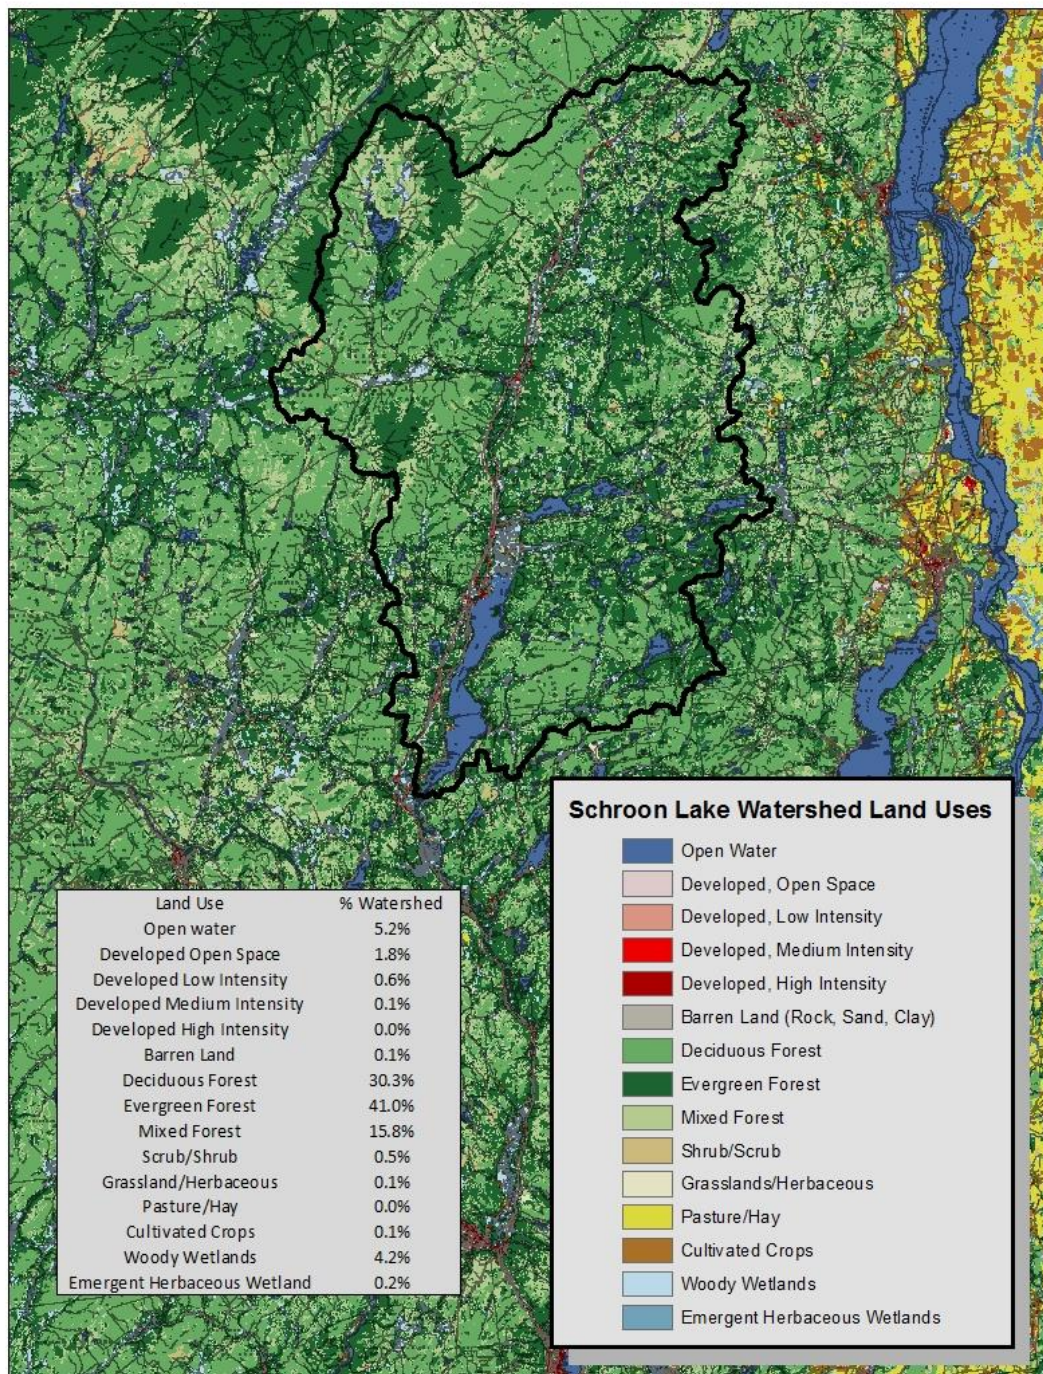 Schroon Lake Watershed Land Uses
Open Water
Developed, Open Space
Developed, Low Intensity
Developed, Medium Intensity
Developed, High Intensity
Barren Land (Rock, Sand, Clay)
Deciduous Forest
Evergreen Forest
Mixed Forest
Shrub/Scrub
Grasslands/Herbaceous
Pasture/Hay
Cultivated Crops
Woody Wetlands
Emergent Herbaceous Wetlands
Land Use % Watershed
Open water 5.2%
Developed Open Space 1.8%
Developed Low Intensity 0.6%
Developed Medium Intensity 0.1%
Developed High Intensity 0.0%
Barren Land 0.1%
Deciduous Forest 30.3%
Evergreen Forest 41.0%
Mixed Forest 15.8%
Scrub/Shrub 0.5%
Grassland/Herbaceous 0.1%
Pasture/Hay 0.0%
Cultivated Crops 0.1%
Woody Wetlands 4.2%
Emergent Herbaceous Wetland 0.2%